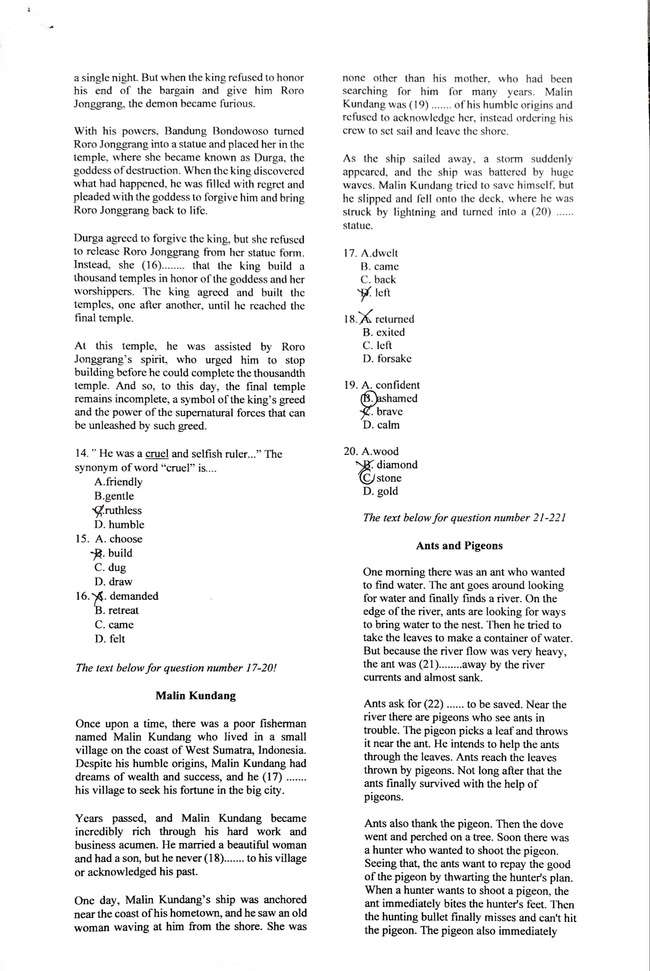 a single night. But when the king refused to honor
his end of the bargain and give him Roro
Jonggrang, the demon became furious.
With his powers, Bandung Bondowoso turned
Roro Jonggrang into a statue and placed her in the
temple, where she became known as Durga, the
goddess of destruction. When the king discovered
what had happened, he was filled with regret and
pleaded with the goddess to forgive him and bring
Roro Jonggrang back to life.
Durga agreed to forgive the king, but she refused
to release Roro Jonggrang from her statue form.
Instead, she (16)........ that the king build a
thousand temples in honor of the goddess and her
worshippers. The king agreed and built the
temples, one after another, until he reached the
final temple.
At this temple, he was assisted by Roro
Jonggrang's spirit, who urged him to stop
building before he could complete the thousandth
temple. And so, to this day, the final temple
remains incomplete, a symbol of the king's greed
and the power of the supernatural forces that can
be unleashed by such greed.
14. " He was a cruel and selfish ruler..." The
synonym of word "cruel" is....
A.friendly
B.gentle
C.ruthless
D. humble
15. A. choose
B. build
C. dug
D. draw
16. A. demanded
B. retreat
C. came
D. felt
The text below for question number 17-20!
Malin Kundang
Once upon a time, there was a poor fisherman
named Malin Kundang who lived in a small
village on the coast of West Sumatra, Indonesia.
Despite his humble origins, Malin Kundang had
dreams of wealth and success, and he (17) .......
his village to seek his fortune in the big city.
Years passed, and Malin Kundang became
incredibly rich through his hard work and
business acumen. He married a beautiful woman
and had a son, but he never (18)....... to his village
or acknowledged his past.
One day, Malin Kundang's ship was anchored
near the coast of his hometown, and he saw an old
woman waving at him from the shore. She was
none other than his mother, who had been
searching for him for many years. Malin
Kundang was (19) ....... of his humble origins and
refused to acknowledge her, instead ordering his
crew to set sail and leave the shore.
As the ship sailed away, a storm suddenly
appeared, and the ship was battered by huge
waves. Malin Kundang tried to save himself, but
he slipped and fell onto the deck, where he was
struck by lightning and turned into a (20) ......
statue.
17. A.dwelt
B. came
C. back
D. left
18. A. returned
B. exited
C. left
D. forsake
19. A. confident
B. ashamed
C. brave
D. calm
20. A.wood
B. diamond
C. stone
D. gold
The text below for question number 21-221
Ants and Pigeons
One morning there was an ant who wanted
to find water. The ant goes around looking
for water and finally finds a river. On the
edge of the river, ants are looking for ways
to bring water to the nest. Then he tried to
take the leaves to make a container of water.
But because the river flow was very heavy,
the ant was (21)........away by the river
currents and almost sank.
Ants ask for (22) ...... to be saved. Near the
river there are pigeons who see ants in
trouble. The pigeon picks a leaf and throws
it near the ant. He intends to help the ants
through the leaves. Ants reach the leaves
thrown by pigeons. Not long after that the
ants finally survived with the help of
pigeons.
Ants also thank the pigeon. Then the dove
went and perched on a tree. Soon there was
a hunter who wanted to shoot the pigeon.
Seeing that, the ants want to repay the good
of the pigeon by thwarting the hunter's plan.
When a hunter wants to shoot a pigeon, the
ant immediately bites the hunter's feet. Then
the hunting bullet finally misses and can't hit
the pigeon. The pigeon also immediately